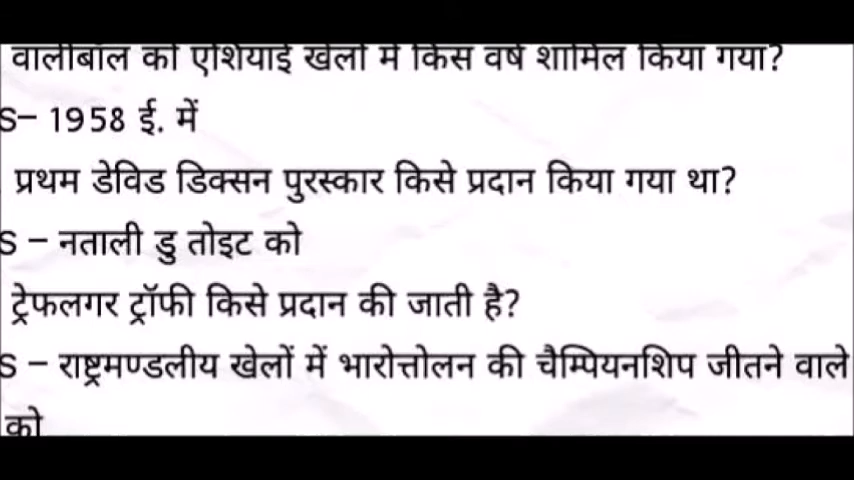 वालीबॉल को एशियाई खेलों में किस वर्ष शामिल किया गया?
S– 1958 ई. में
प्रथम डेविड डिक्सन पुरस्कार किसे प्रदान किया गया था?
S – नताली डु तोइट को
ट्रेफलगर ट्रॉफी किसे प्रदान की जाती है?
S – राष्ट्रमण्डलीय खेलों में भारोत्तोलन की चैम्पियनशिप जीतने वाले
को